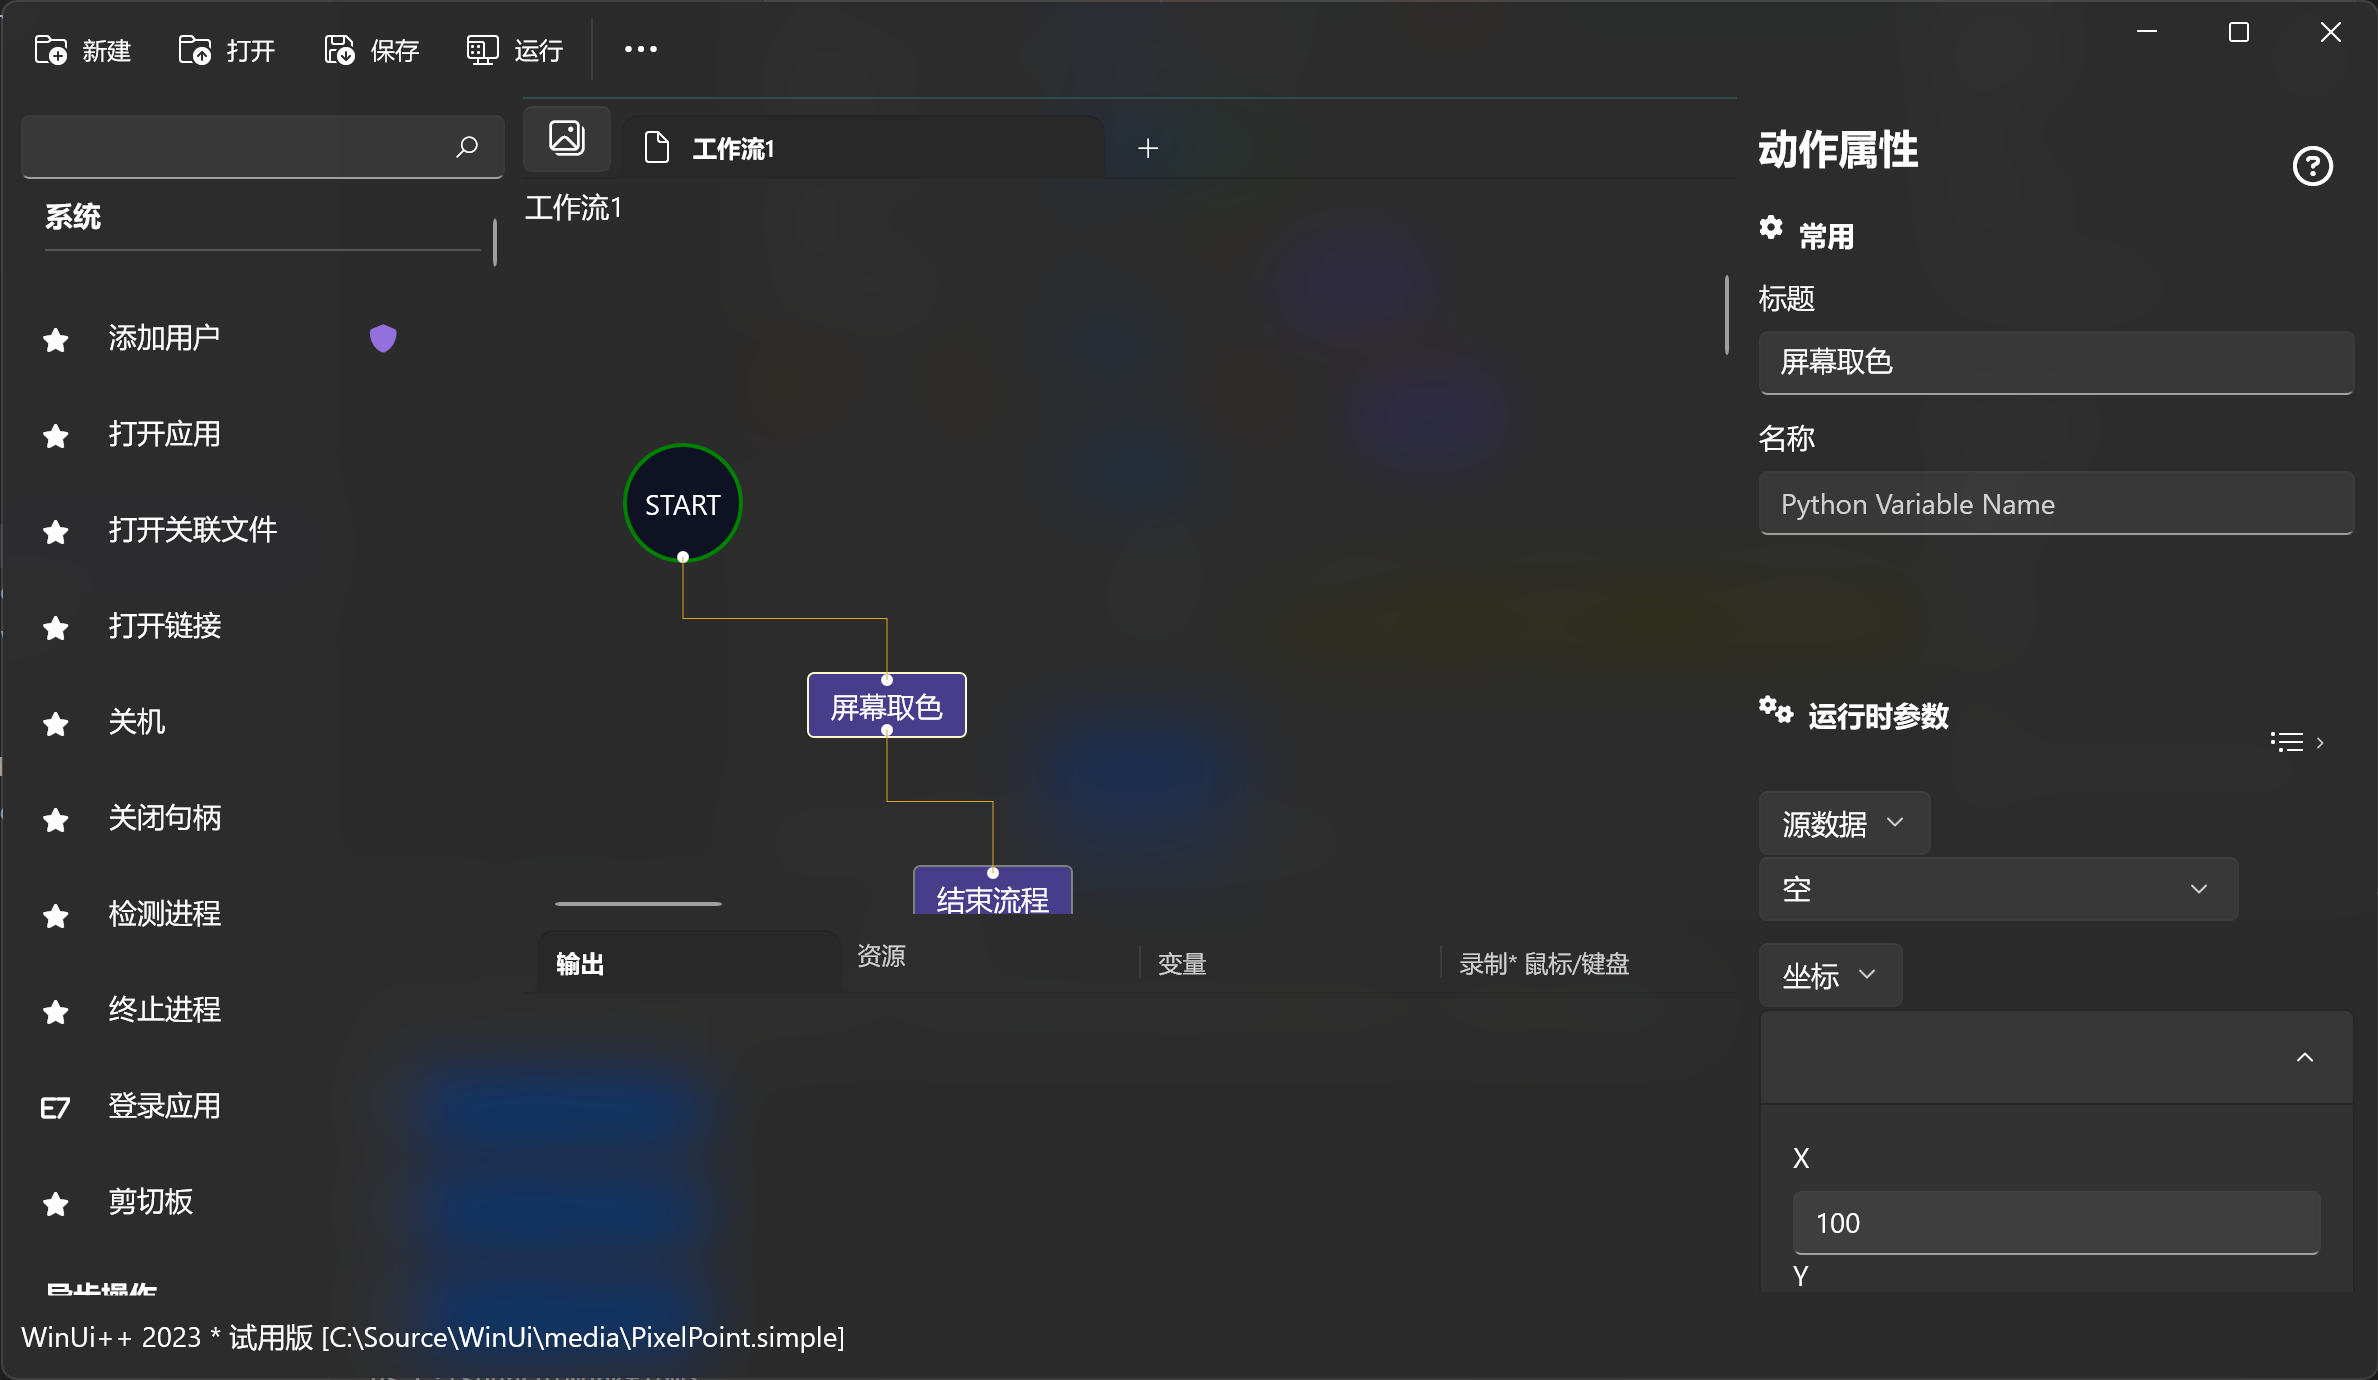 新建
打开
保存
运行
系统
添加用户
打开应用
打开关联文件
打开链接
关机
关闭句柄
检测进程
终止进程
E7 登录应用
剪切板
异步操作
工作流1
工作流1
START
屏幕取色
结束流程
输出
资源
变量
录制* 鼠标/键盘
动作属性
常用
标题
屏幕取色
名称
Python Variable Name
运行时参数
源数据
空
坐标
X
100
Y
WinUi++ 2023 * 试用版 [C:\Source\WinUi\media\PixelPoint.simple]